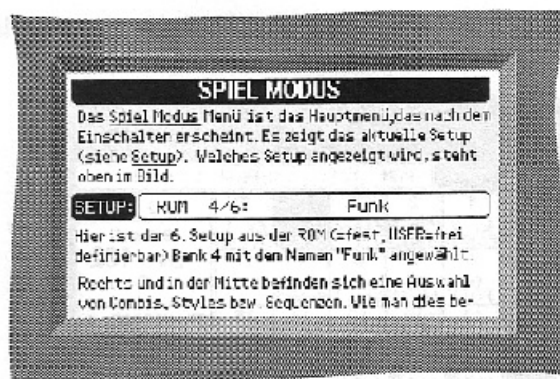 SPIEL MODUS
Das Spiel Modus Menü ist das Hauptmenü,das nach dem
Einschalten erscheint. Es zeigt das aktuelle Setup
(siehe Setup). Welches Setup angezeigt wird, steht
oben im Bild.
SETUP: ROM 4/6: Funk
Hier ist der 6. Setup aus der ROM (=fest, USER=frei
definierbar) Bank 4 mit dem Namen "Funk" angewählt.
Rechts und in der Mitte befinden sich eine Auswahl
von Combis, Styles bzw. Sequenzen. Wie man dies be-